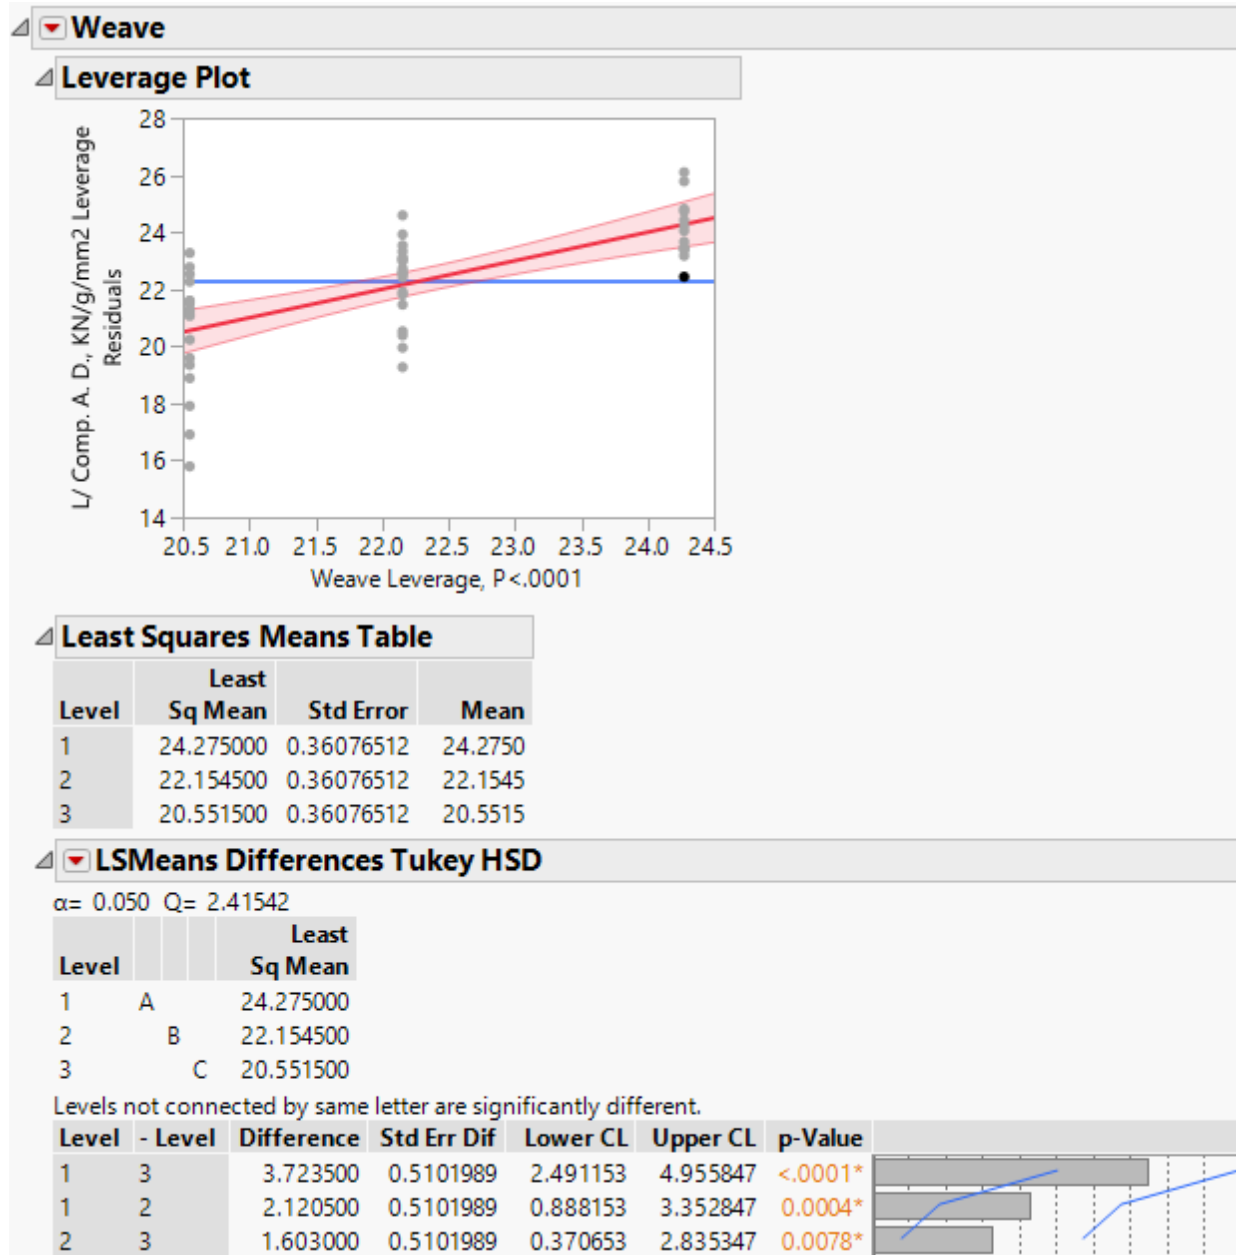 Weave
Leverage Plot
L/ Comp. A. D., KN/g/mm2 Leverage
Residuals
28
26
24
22
20
18
16
14
20.5 21.0 21.5 22.0 22.5 23.0 23.5 24.0 24.5
Weave Leverage, P<.0001
Least Squares Means Table
Least
Level Sq Mean Std Error Mean
1 24.275000 0.36076512 24.2750
2 22.154500 0.36076512 22.1545
3 20.551500 0.36076512 20.5515
LSMeans Differences Tukey HSD
α= 0.050 Q= 2.41542
Least
Level Sq Mean
1 A 24.275000
2 B 22.154500
3 C 20.551500
Levels not connected by same letter are significantly different.
Level - Level Difference Std Err Dif Lower CL Upper CL p-Value
1 3 3.723500 0.5101989 2.491153 4.955847 <.0001*
1 2 2.120500 0.5101989 0.888153 3.352847 0.0004*
2 3 1.603000 0.5101989 0.370653 2.835347 0.0078*